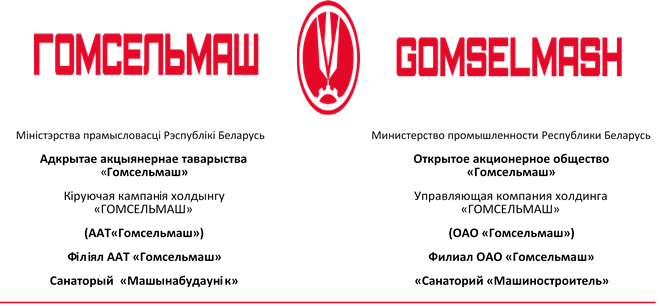 ГОМСЕЛЬМАШ
GOMSELMASH
Міністэрства прамысловасці Рэспублікі Беларусь
Адкрытае акцыянернае таварыства
«Гомсельмаш»
Кіруючая кампанія холдынгу
«ГОМСЕЛЬМАШ»
(ААТ«Гомсельмаш»)
Філіял ААТ «Гомсельмаш»
Санаторый «Машынабудаўнік»
Министерство промышленности Республики Беларусь
Открытое акционерное общество
«Гомсельмаш»
Управляющая компания холдинга
«ГОМСЕЛЬМАШ»
(ОАО «Гомсельмаш»)
Филиал ОАО «Гомсельмаш»
«Санаторий «Машиностроитель»